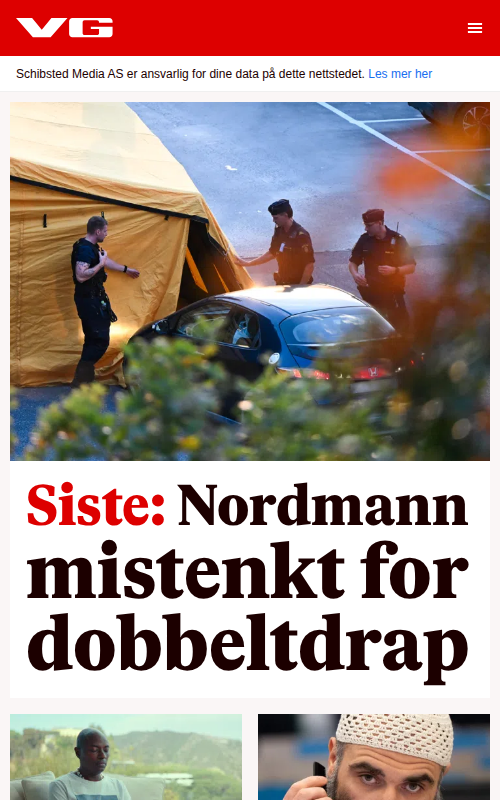 VG
Schibsted Media AS er ansvarlig for dine data på dette nettstedet. Les mer her
Siste: Nordmann
mistenkt for
dobbeltdrap